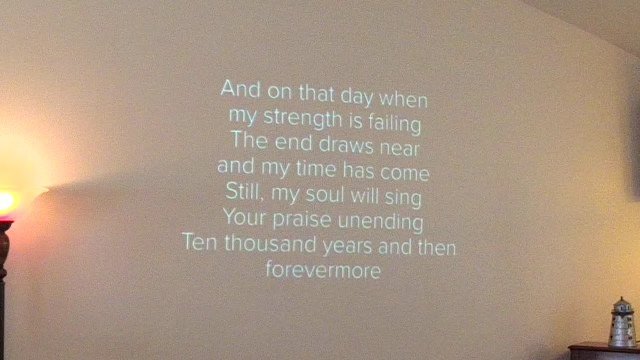 And on that day when
my strength is failing
The end draws near
and my time has come
Still, my soul will sing
Your praise unending
Ten thousand years and then
forevermore